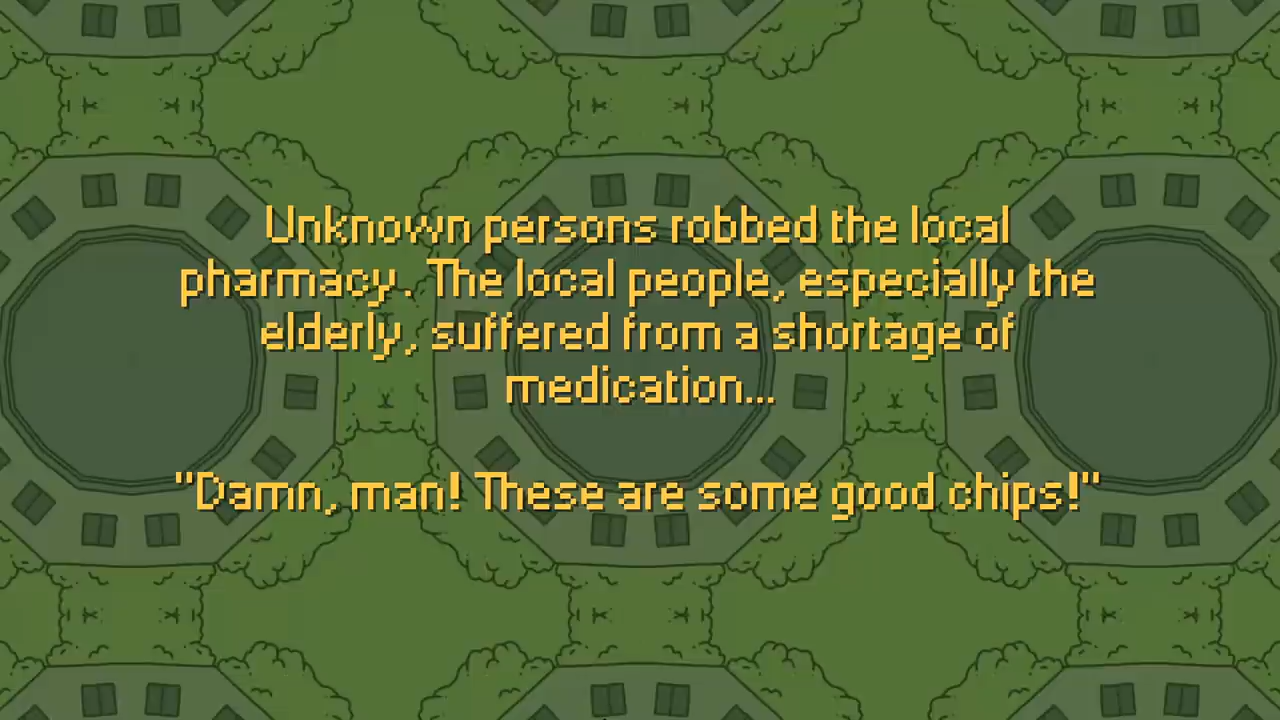 Unknown persons robbed the local
pharmacy. The local people, especially the
elderly, suffered from a shortage of
medication...
"Damn, man! These are some good chips!"